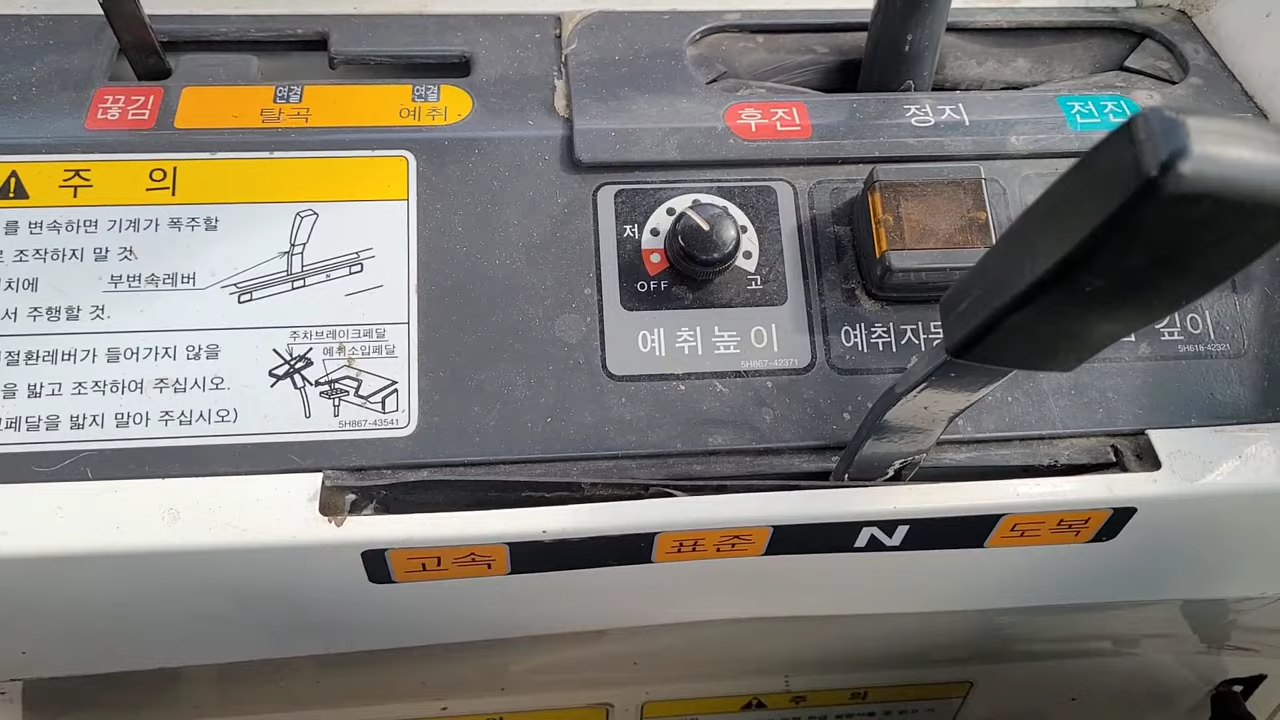 끊김
연결 연결
탈곡 예취
후진 정지 전진
주 의
를 변속하면 기계가 폭주할
조작하지 말 것.
치에 부변속레버
서 주행할 것.
N
주차브레이크페달
예취소입페달
절환레버가 들어가지 않을
을 밟고 조작하여 주십시오.
페달을 밟지 말아 주십시오)
5H867-43541
저
OFF 고
예취높이
5H867-42371
예취자동
깊이
5H618-42321
고속 표준 N 도복
주 의